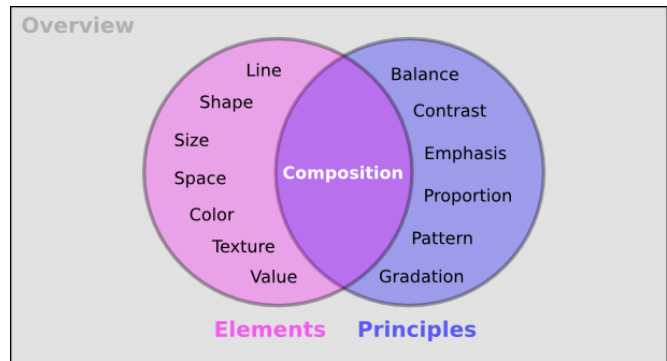 Overview
Line
Shape
Size
Space
Color
Texture
Value
Composition
Balance
Contrast
Emphasis
Proportion
Pattern
Gradation
Elements
Principles